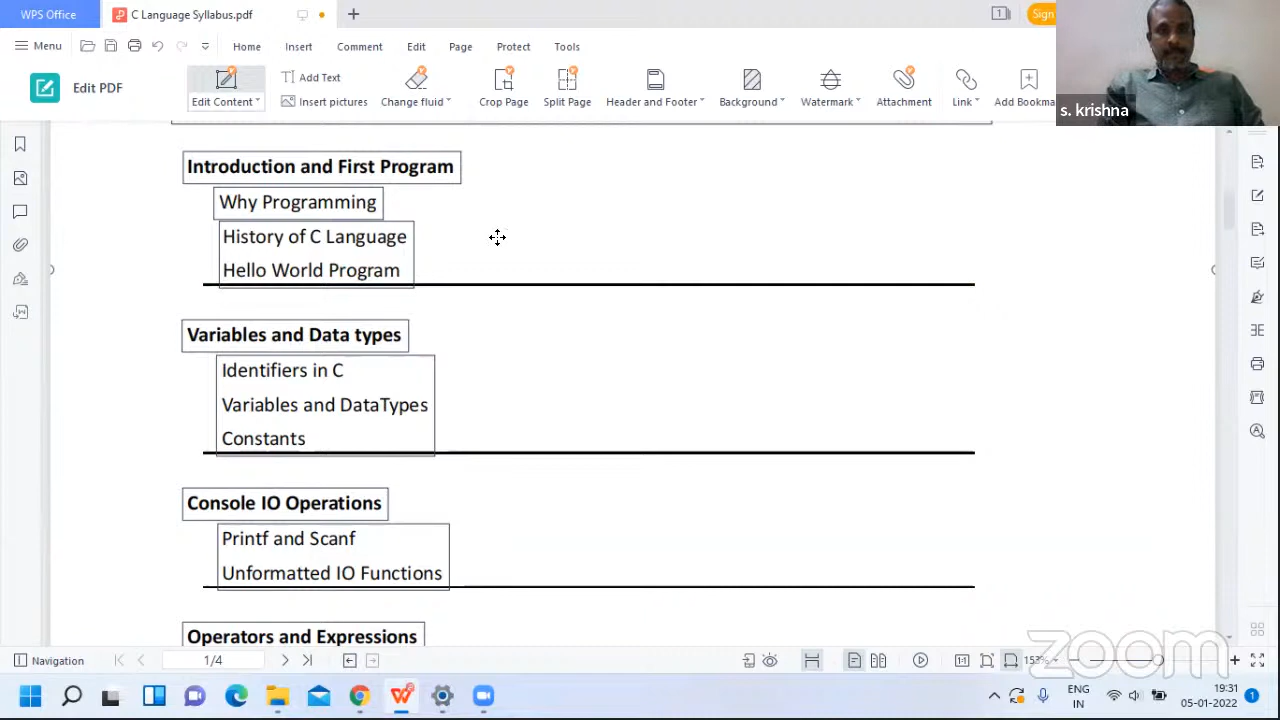 WPS Office
C Language Syllabus.pdf
1
Sign
Menu
Home
Insert
Comment
Edit
Page
Protect
Tools
Edit PDF
Edit Content
Add Text
Insert pictures
Change fluid
Crop Page
Split Page
Header and Footer
Background
Watermark
Attachment
Link
Add Bookma
s. krishna
Introduction and First Program
Why Programming
History of C Language
Hello World Program
Variables and Data types
Identifiers in C
Variables and DataTypes
Constants
Console IO Operations
Printf and Scanf
Unformatted IO Functions
Operators and Expressions
zoom
Navigation
1/4
153%
ENG
IN
19:31
05-01-2022
1